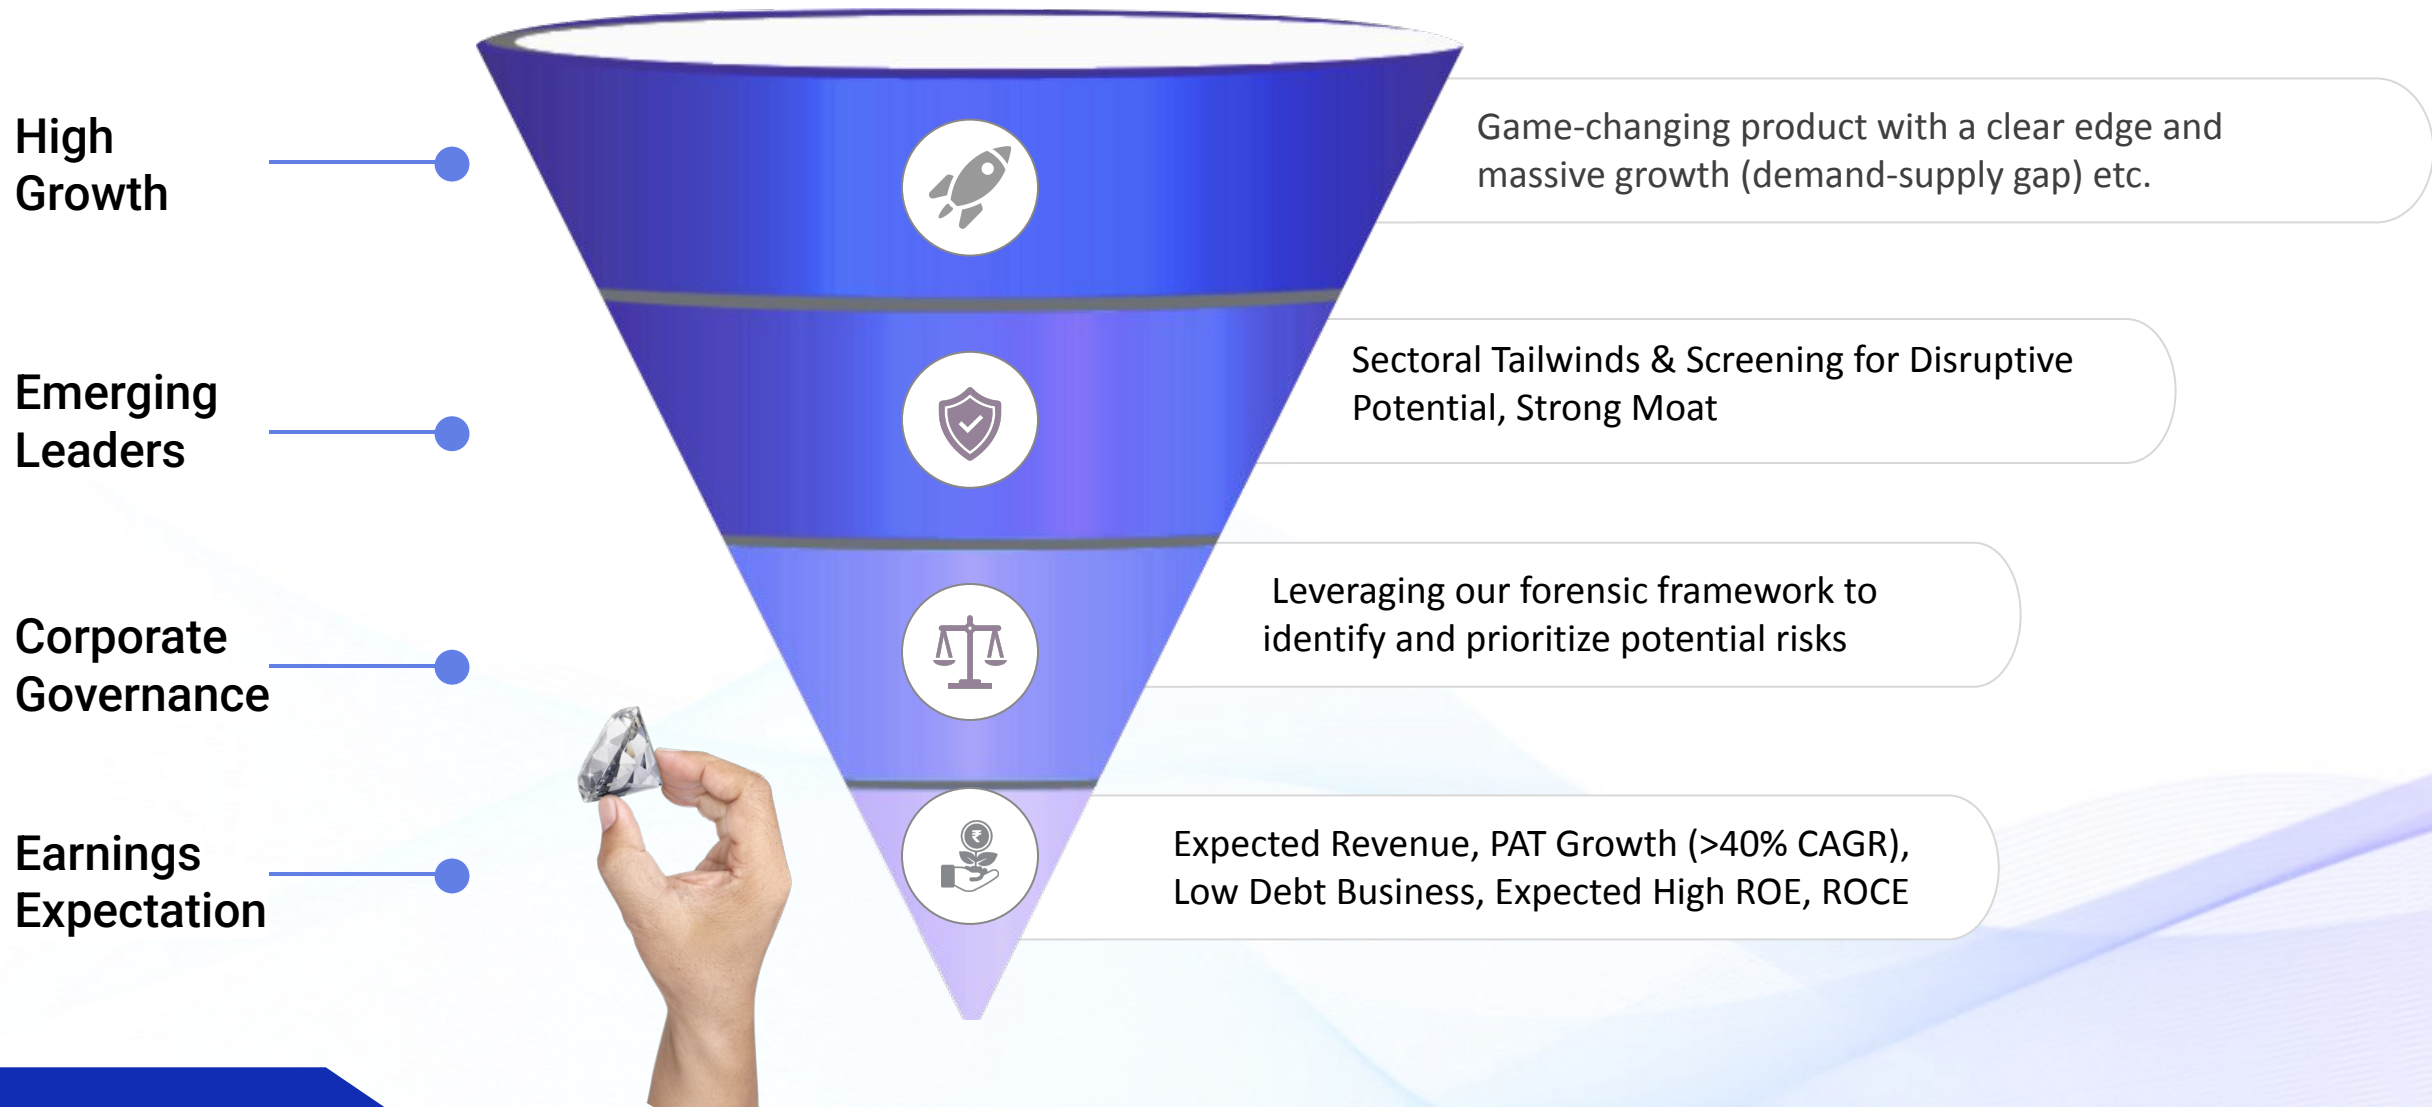 High
Growth
Game-changing product with a clear edge and
massive growth (demand-supply gap) etc.
Emerging
Leaders
Sectoral Tailwinds & Screening for Disruptive
Potential, Strong Moat
Corporate
Governance
Leveraging our forensic framework to
identify and prioritize potential risks
Earnings
Expectation
₹
Expected Revenue, PAT Growth (>40% CAGR),
Low Debt Business, Expected High ROE, ROCE